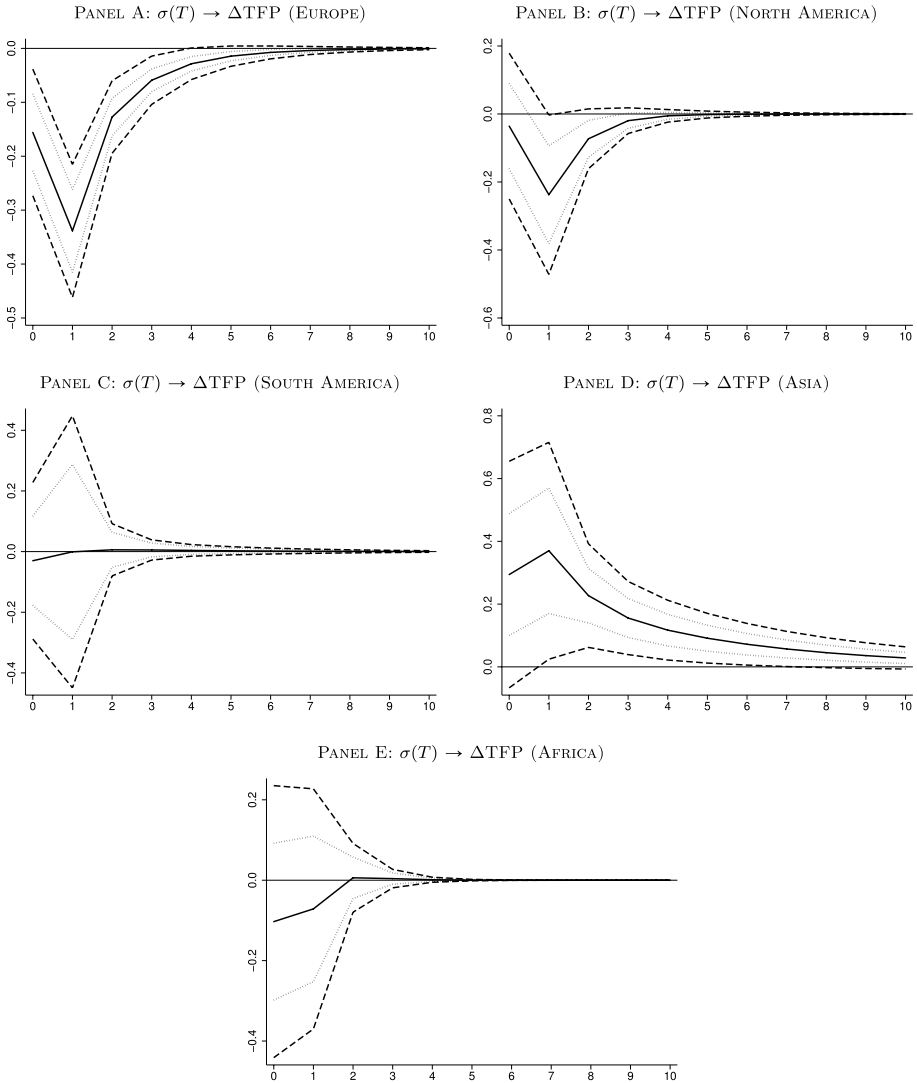 PANEL A: σ(T) → ΔTFP (EUROPE)
0.0
−0.1
−0.2
−0.3
−0.4
−0.5
0 1 2 3 4 5 6 7 8 9 10
PANEL B: σ(T) → ΔTFP (NORTH AMERICA)
0.2
0.0
−0.2
−0.4
−0.6
0 1 2 3 4 5 6 7 8 9 10
PANEL C: σ(T) → ΔTFP (SOUTH AMERICA)
0.4
0.2
0.0
−0.2
−0.4
0 1 2 3 4 5 6 7 8 9 10
PANEL D: σ(T) → ΔTFP (ASIA)
0.8
0.6
0.4
0.2
0.0
0 1 2 3 4 5 6 7 8 9 10
PANEL E: σ(T) → ΔTFP (AFRICA)
0.2
0.0
−0.2
−0.4
0 1 2 3 4 5 6 7 8 9 10